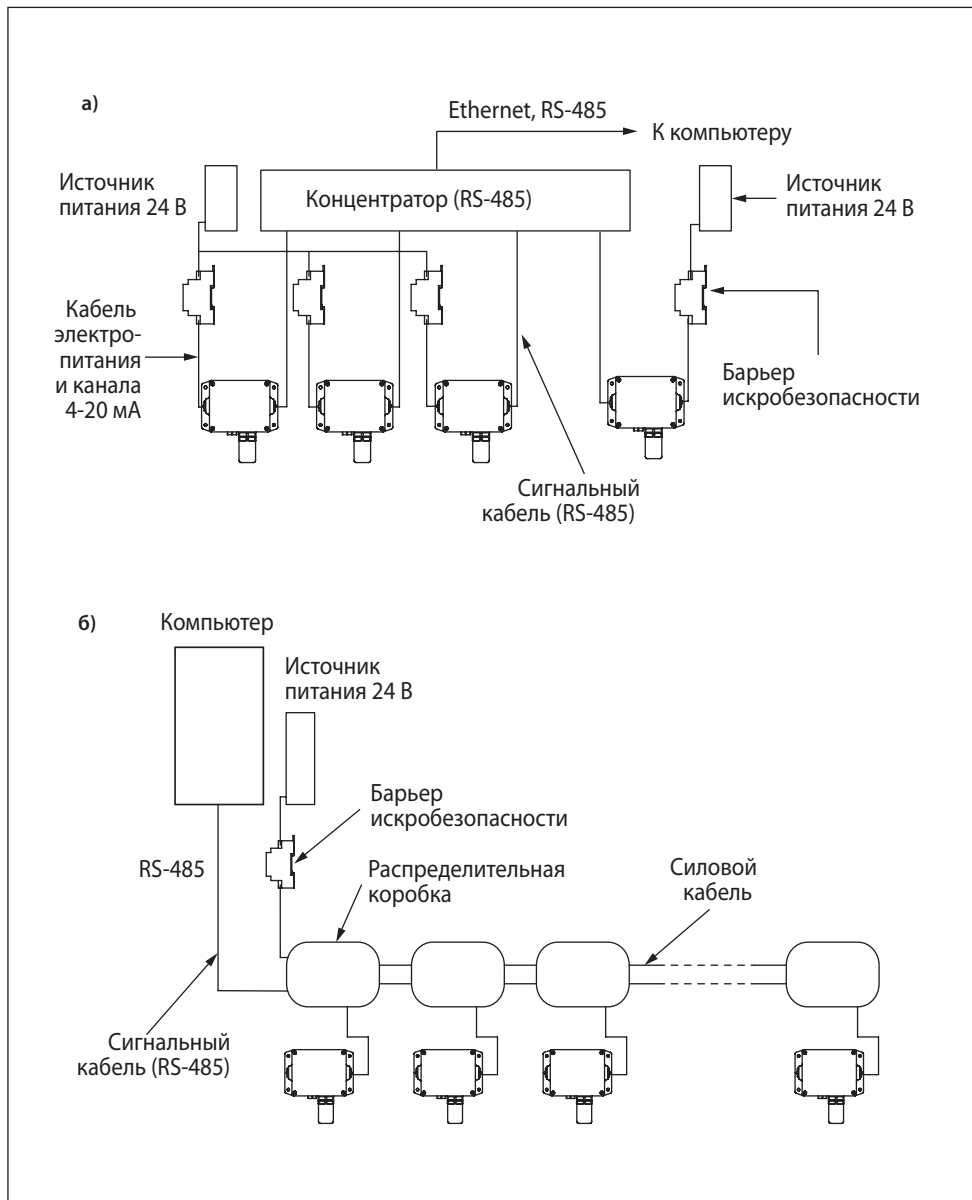 а)
Ethernet, RS-485
К компьютеру
Источник
питания 24 В
Концентратор (RS-485)
Источник
питания 24 В
Кабель
электро-
питания
и канала
4-20 мА
Барьер
искробезопасности
Сигнальный
кабель (RS-485)
б)
Компьютер
Источник
питания 24 В
Барьер
искробезопасности
RS-485
Распределительная
коробка
Силовой
кабель
Сигнальный
кабель (RS-485)